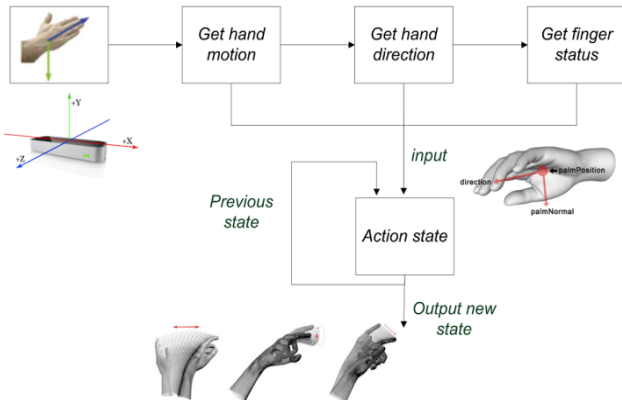 Get hand
motion
Get hand
direction
Get finger
status
+Y
+X
+Z
input
direction
palmPosition
palmNormal
Previous
state
Action state
Output new
state